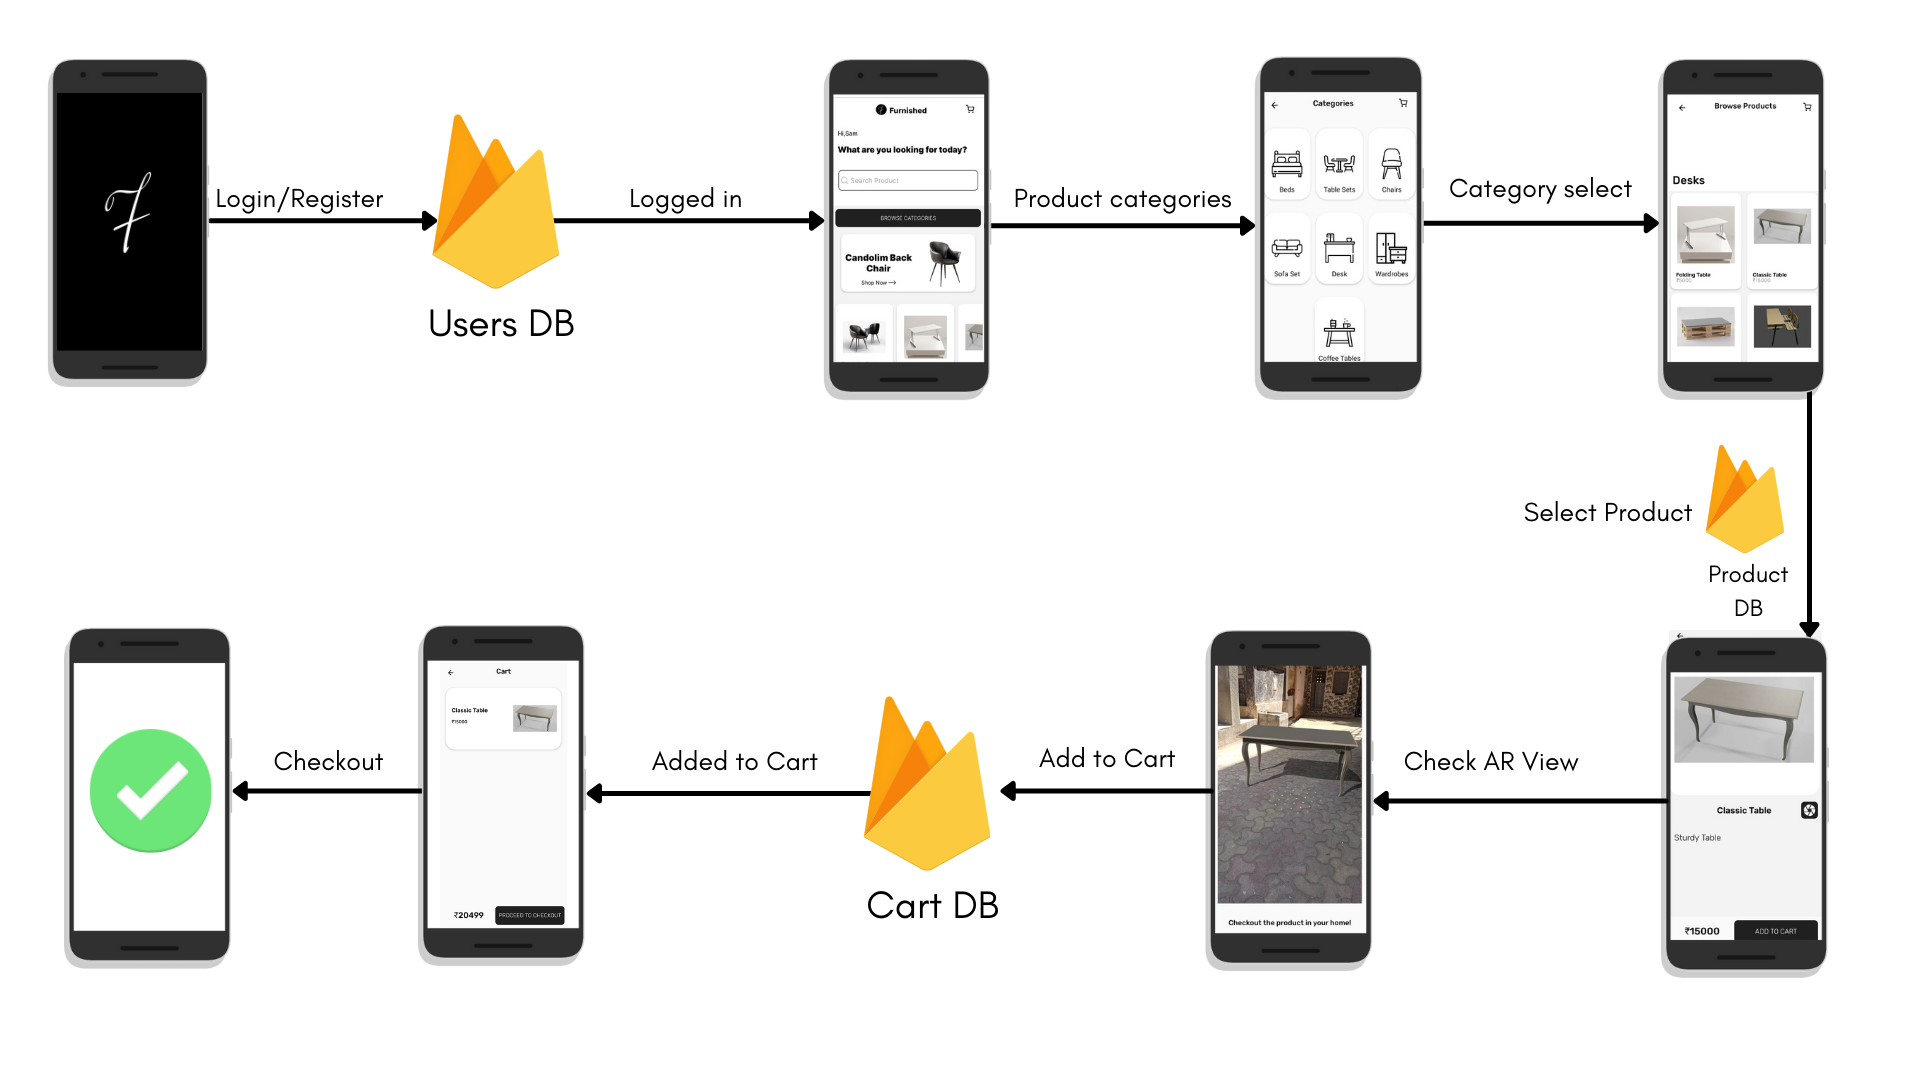 F
Login/Register
Users DB
Logged in
Furnished
Hi,Sam
What are you looking for today?
Search Product
BROWSE CATEGORIES
Candolim Back
Chair
Shop Now
Product categories
Categories
Beds
Table Sets
Chairs
Sofa Set
Desk
Wardrobes
Coffee Tables
Category select
Browse Products
Desks
Folding Table
₹5000
Classic Table
₹15000
Select Product
Product
DB
Classic Table
Sturdy Table
₹15000
ADD TO CART
Check AR View
Checkout the product in your home!
Add to Cart
Cart DB
Added to Cart
Cart
Classic Table
₹15000
₹20499
PROCEED TO CHECKOUT
Checkout